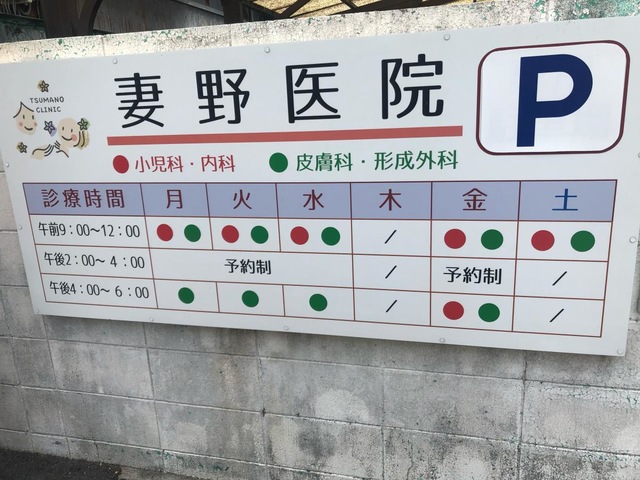 TSUMANO
CLINIC
妻野医院
P
●小児科・内科 ●皮膚科・形成外科
診療時間 月 火 水 木 金 土
午前9：00～12：00 ●● ●● ●● / ●● ●●
午後2：00～ 4：00 予約制 / 予約制 /
午後4：00～ 6：00 ● ● ● / ●● /